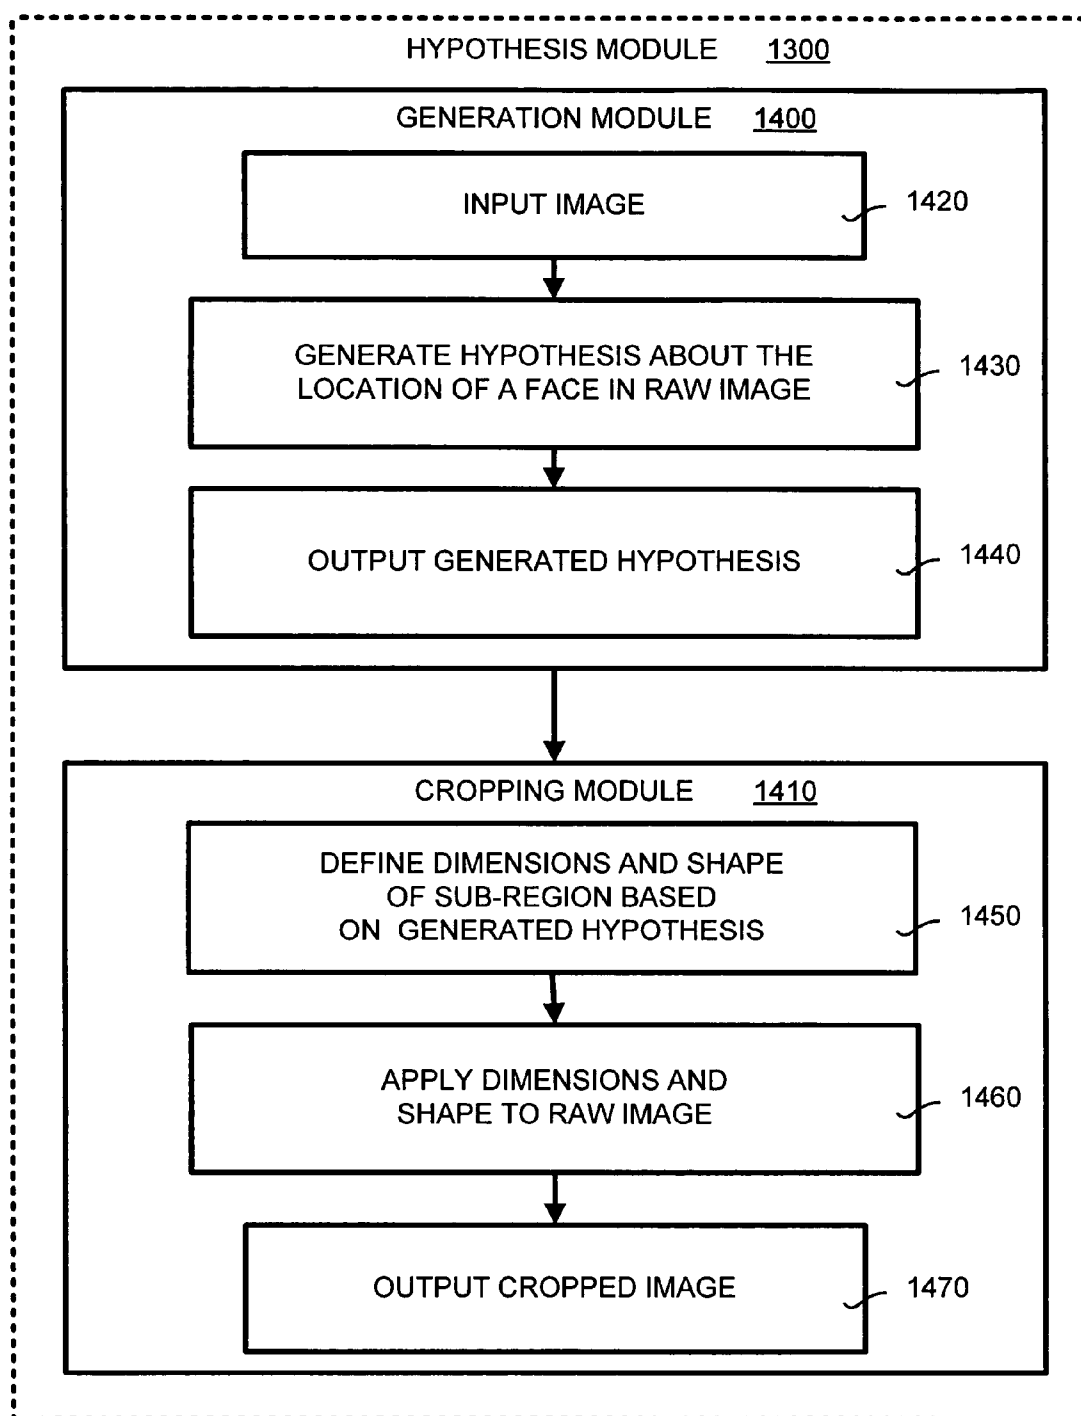 HYPOTHESIS MODULE 1300
GENERATION MODULE 1400
INPUT IMAGE
1420
GENERATE HYPOTHESIS ABOUT THE
LOCATION OF A FACE IN RAW IMAGE
1430
OUTPUT GENERATED HYPOTHESIS
1440
CROPPING MODULE 1410
DEFINE DIMENSIONS AND SHAPE
OF SUB-REGION BASED
ON GENERATED HYPOTHESIS
1450
APPLY DIMENSIONS AND
SHAPE TO RAW IMAGE
1460
OUTPUT CROPPED IMAGE
1470